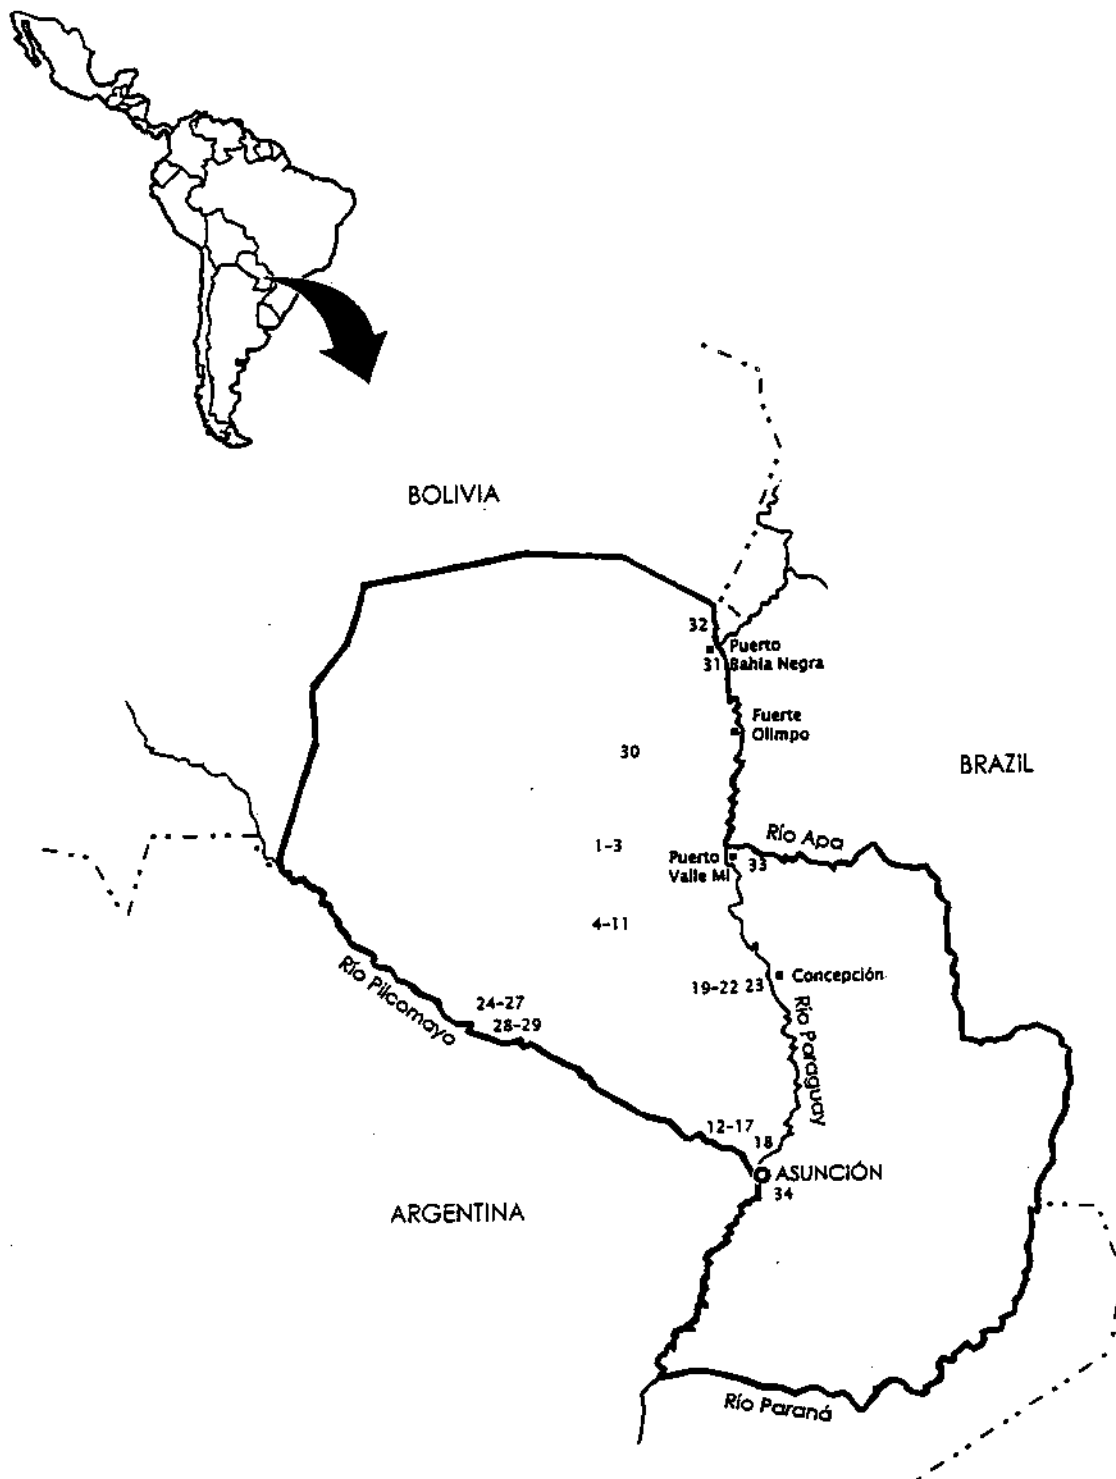 BOLIVIA
32
Puerto
31 Bahía Negra
Fuerte
Olimpo
30
BRAZIL
Río Apa
1-3
Puerto
Valle Mí
33
4-11
Concepción
19-22 23
Río Pilcomayo
24-27
28-29
Río Paraguay
12-17
18
ASUNCIÓN
34
ARGENTINA
Río Paraná